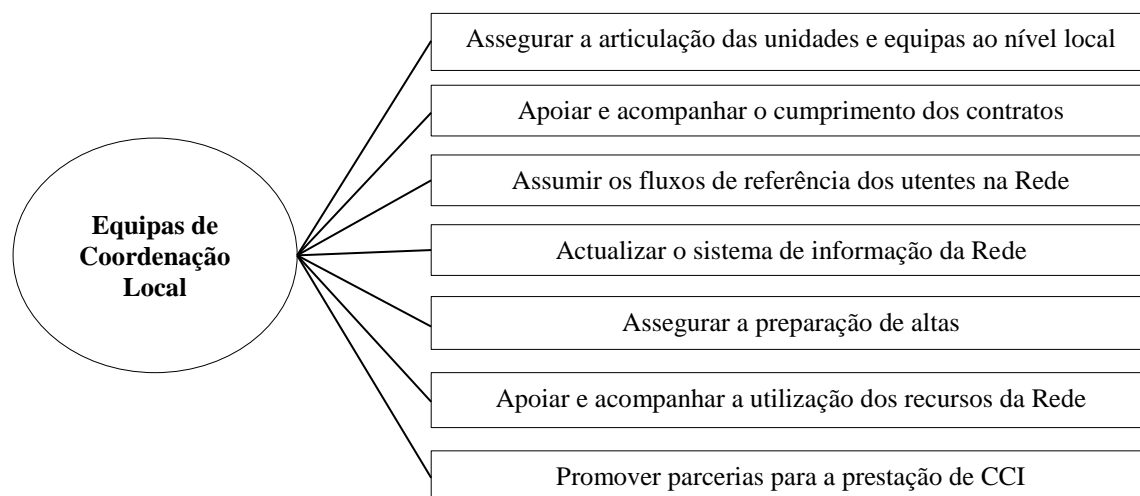 Assegurar a articulação das unidades e equipas ao nível local
Apoiar e acompanhar o cumprimento dos contratos
Assumir os fluxos de referência dos utentes na Rede
Equipas de
Coordenação
Local
Actualizar o sistema de informação da Rede
Assegurar a preparação de altas
Apoiar e acompanhar a utilização dos recursos da Rede
Promover parcerias para a prestação de CCI